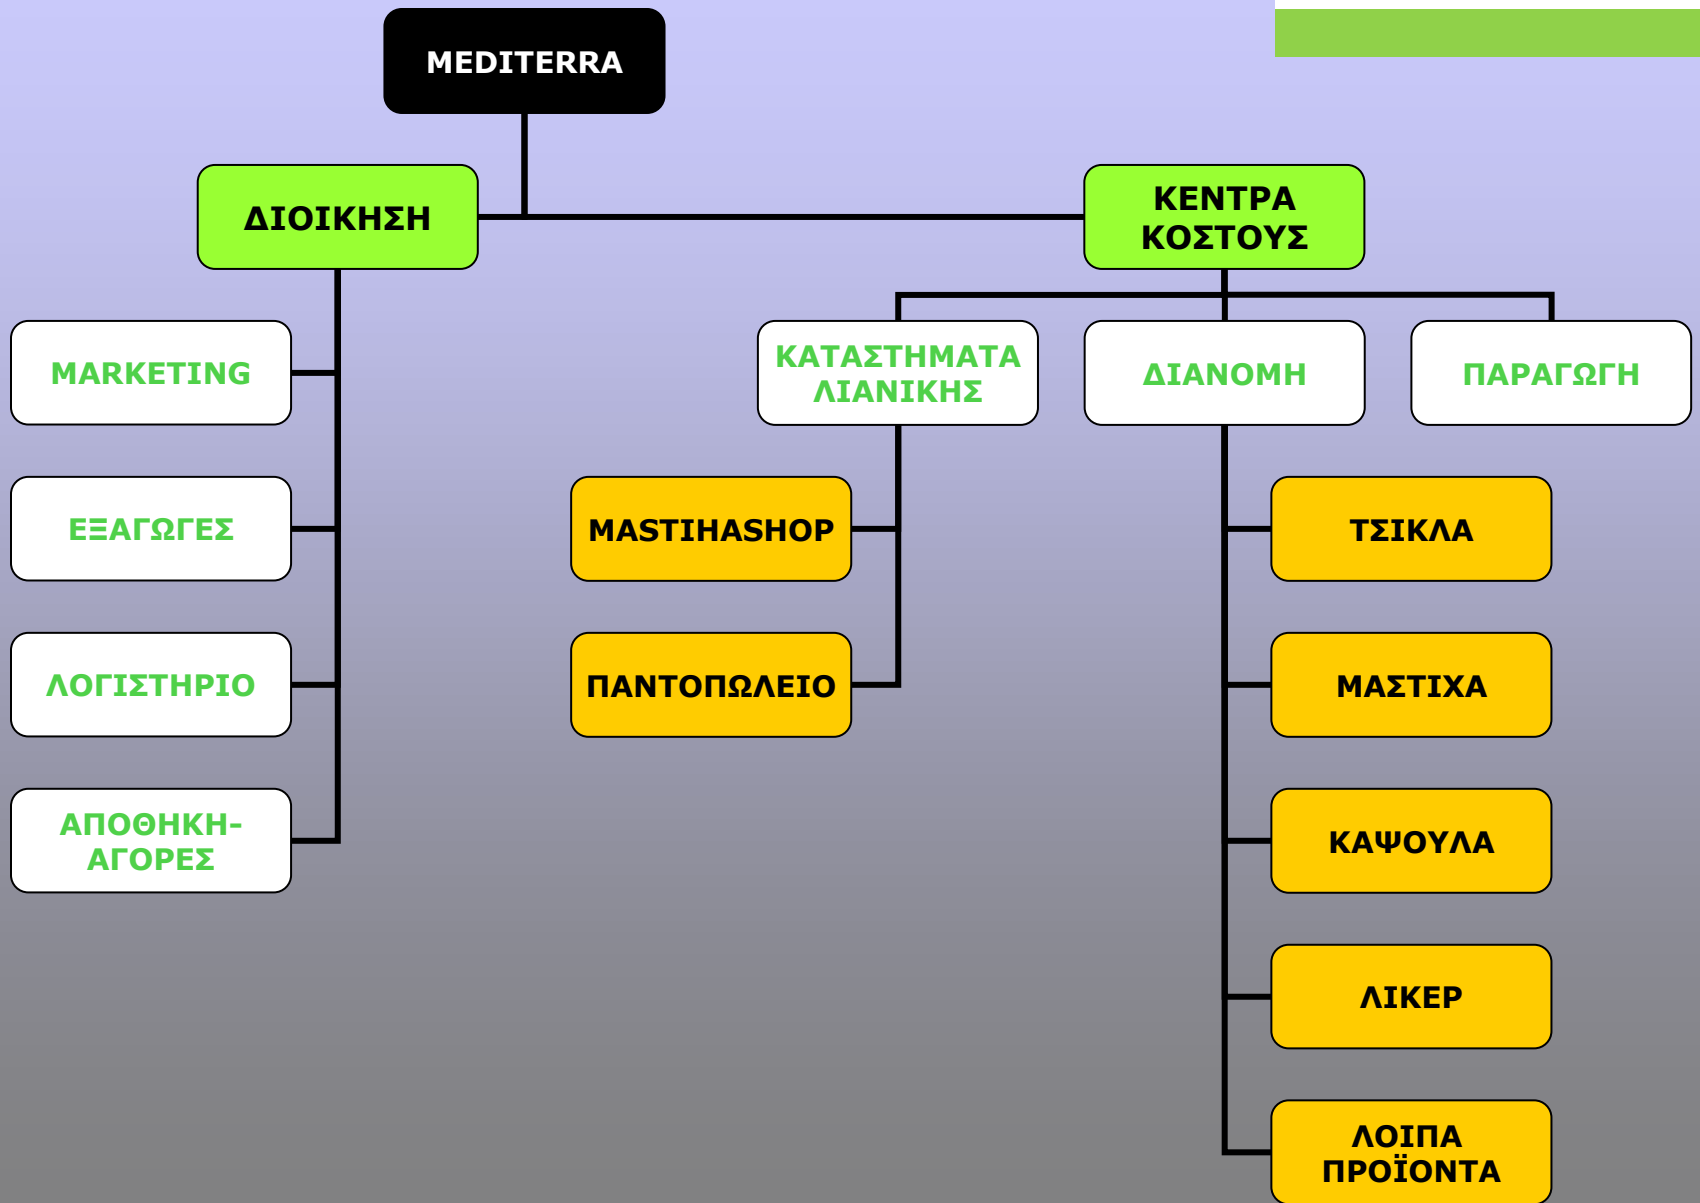 MEDITERRA
ΔΙΟΙΚΗΣΗ
ΚΕΝΤΡΑ
ΚΟΣΤΟΥΣ
MARKETING
ΚΑΤΑΣΤΗΜΑΤΑ
ΛΙΑΝΙΚΗΣ
ΔΙΑΝΟΜΗ
ΠΑΡΑΓΩΓΗ
ΕΞΑΓΩΓΕΣ
MASTIHASHOP
ΤΣΙΚΛΑ
ΛΟΓΙΣΤΗΡΙΟ
ΠΑΝΤΟΠΩΛΕΙΟ
ΜΑΣΤΙΧΑ
ΑΠΟΘΗΚΗ-
ΑΓΟΡΕΣ
ΚΑΨΟΥΛΑ
ΛΙΚΕΡ
ΛΟΙΠΑ
ΠΡΟΪΟΝΤΑ